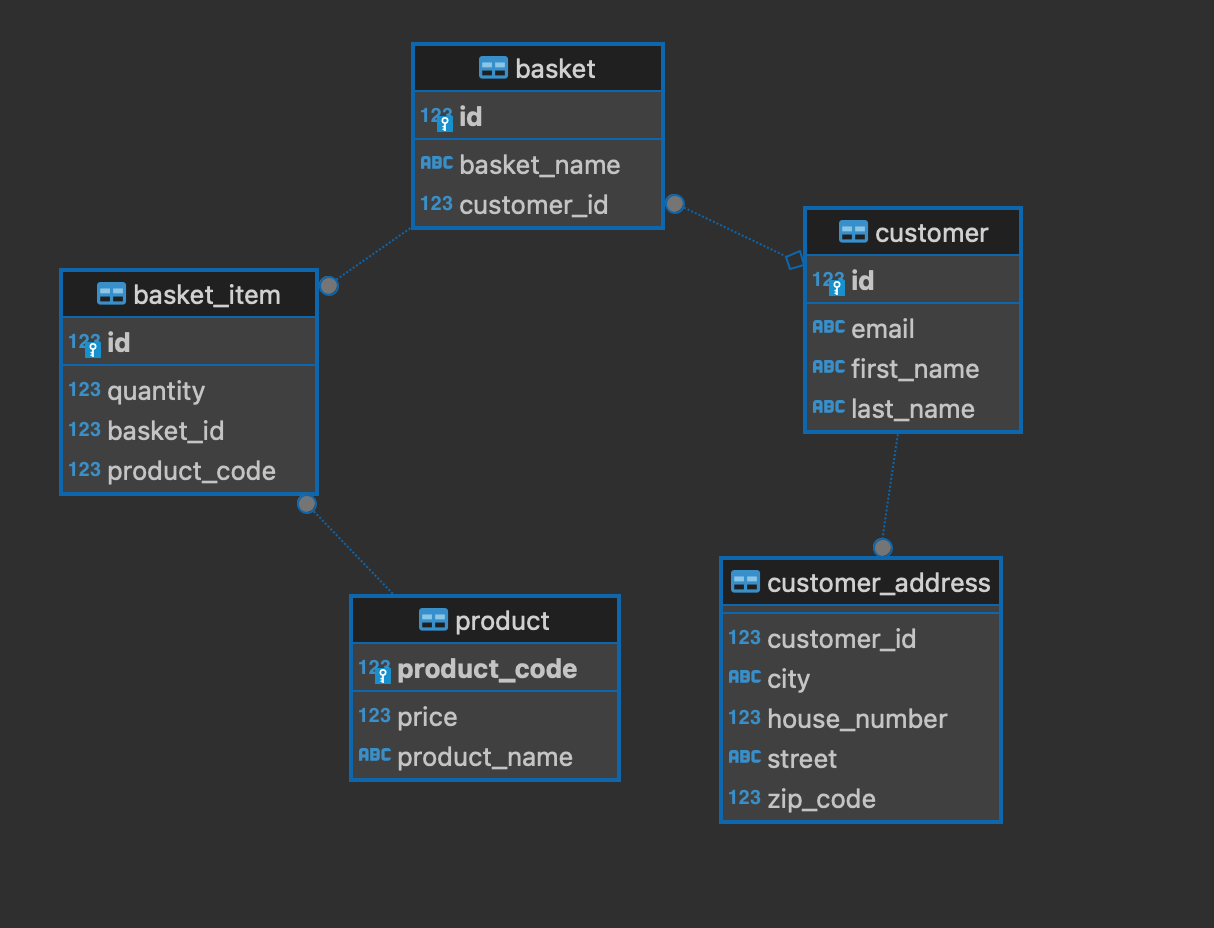 basket
123 id
ABC basket_name
123 customer_id
customer
123 id
ABC email
ABC first_name
ABC last_name
basket_item
123 id
123 quantity
123 basket_id
123 product_code
product
123 product_code
123 price
ABC product_name
customer_address
123 customer_id
ABC city
123 house_number
ABC street
123 zip_code